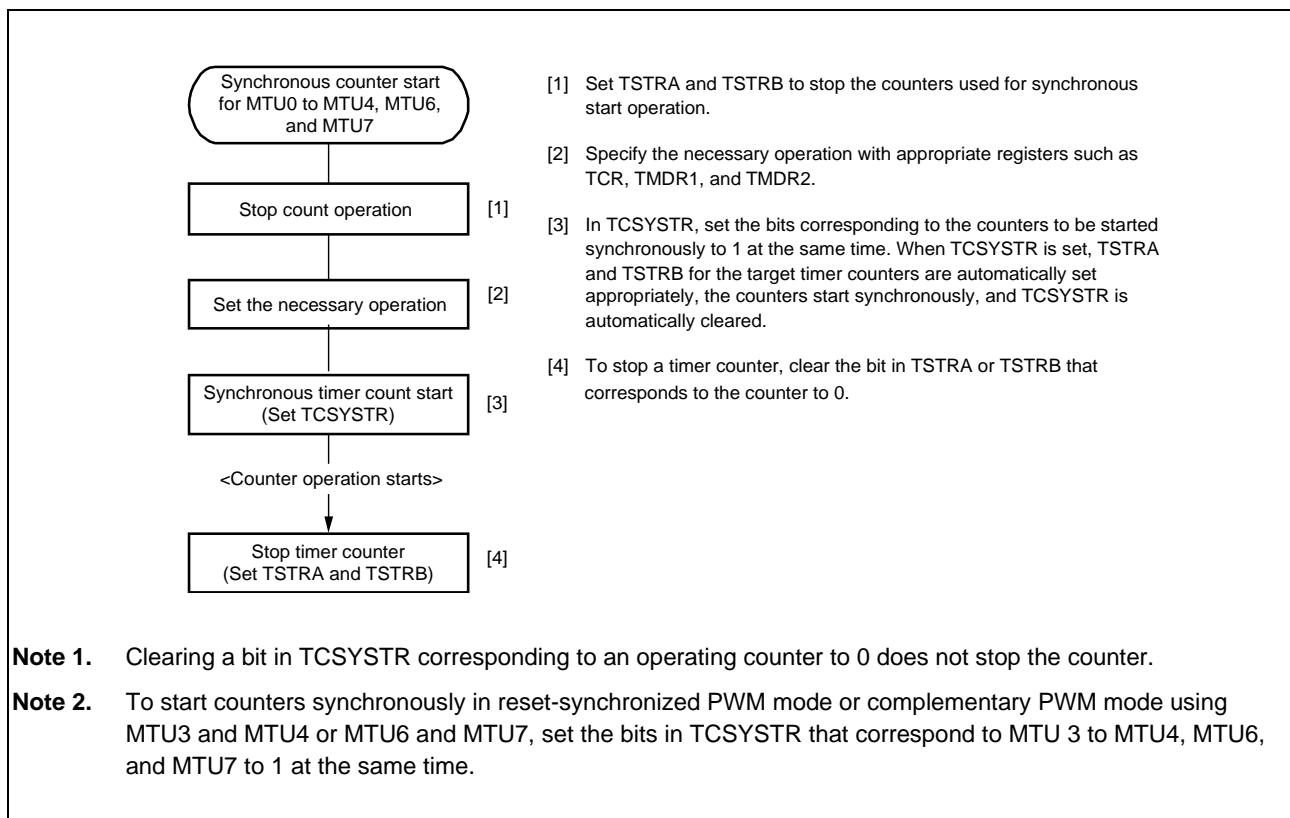 Synchronous counter start
for MTU0 to MTU4, MTU6,
and MTU7
Stop count operation
[1]
Set the necessary operation
[2]
Synchronous timer count start
(Set TCSYSTR)
[3]
<Counter operation starts>
Stop timer counter
(Set TSTRA and TSTRB)
[4]
[1] Set TSTRA and TSTRB to stop the counters used for synchronous
start operation.
[2] Specify the necessary operation with appropriate registers such as
TCR, TMDR1, and TMDR2.
[3] In TCSYSTR, set the bits corresponding to the counters to be started
synchronously to 1 at the same time. When TCSYSTR is set, TSTRA
and TSTRB for the target timer counters are automatically set
appropriately, the counters start synchronously, and TCSYSTR is
automatically cleared.
[4] To stop a timer counter, clear the bit in TSTRA or TSTRB that
corresponds to the counter to 0.
Note 1. Clearing a bit in TCSYSTR corresponding to an operating counter to 0 does not stop the counter.
Note 2. To start counters synchronously in reset-synchronized PWM mode or complementary PWM mode using
MTU3 and MTU4 or MTU6 and MTU7, set the bits in TCSYSTR that correspond to MTU 3 to MTU4, MTU6,
and MTU7 to 1 at the same time.